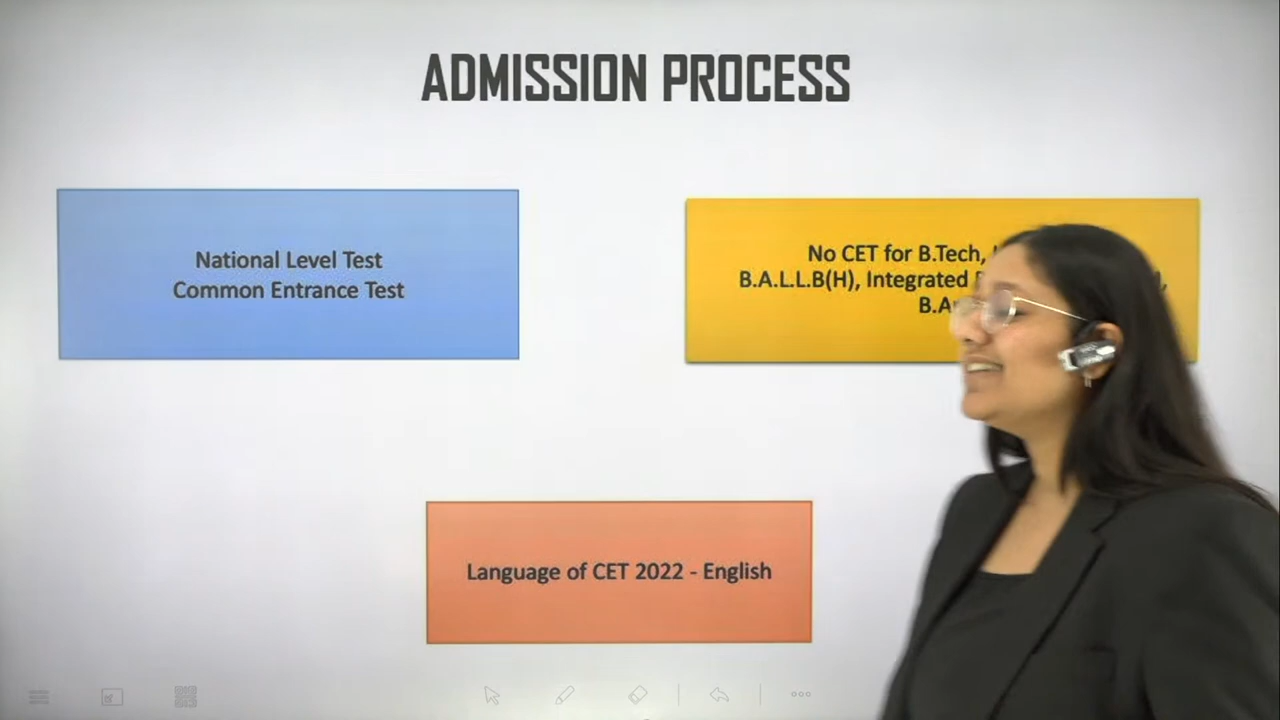 ADMISSION PROCESS
National Level Test
Common Entrance Test
No CET for B.Tech,
B.A.L.L.B(H), Integrated
Language of CET 2022 - English